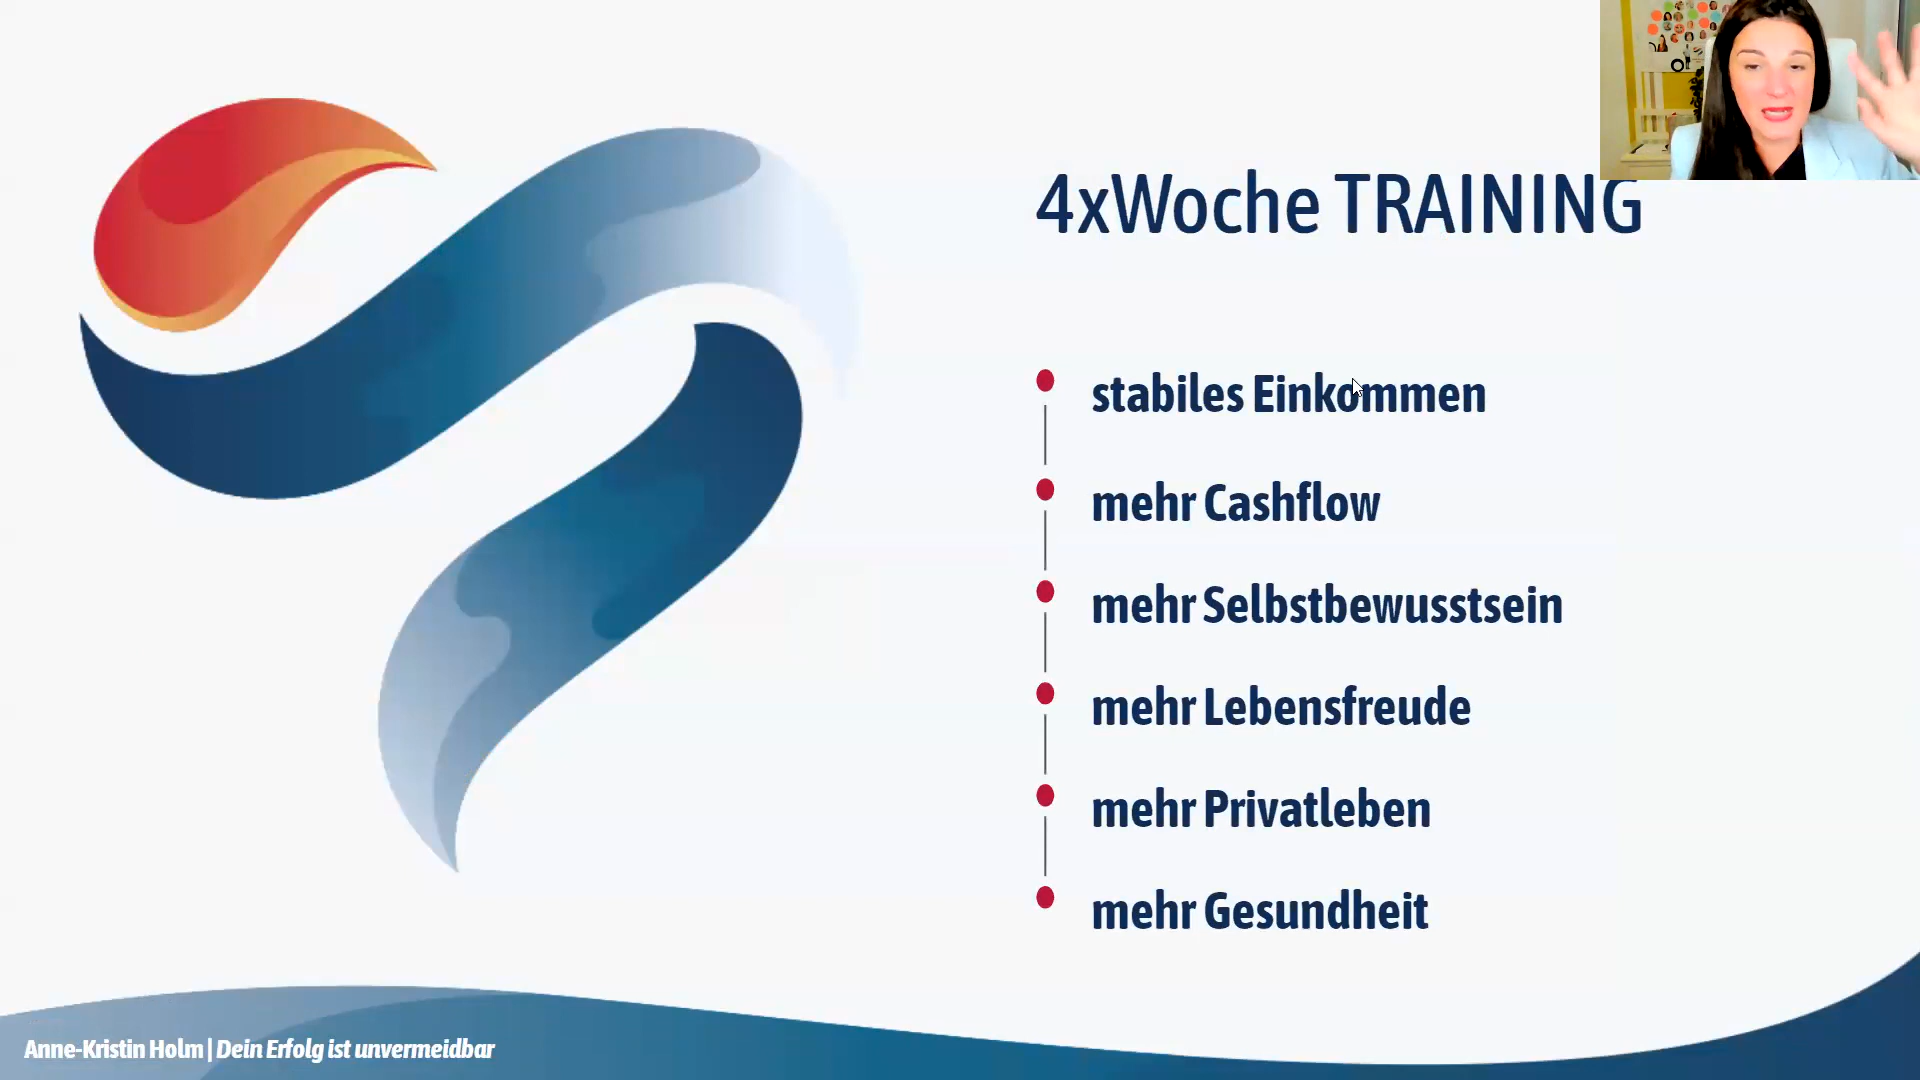 4xWoche TRAINING
stabiles Einkommen
mehr Cashflow
mehr Selbstbewusstsein
mehr Lebensfreude
mehr Privatleben
mehr Gesundheit
Anne-Kristin Holm | Dein Erfolg ist unvermeidbar